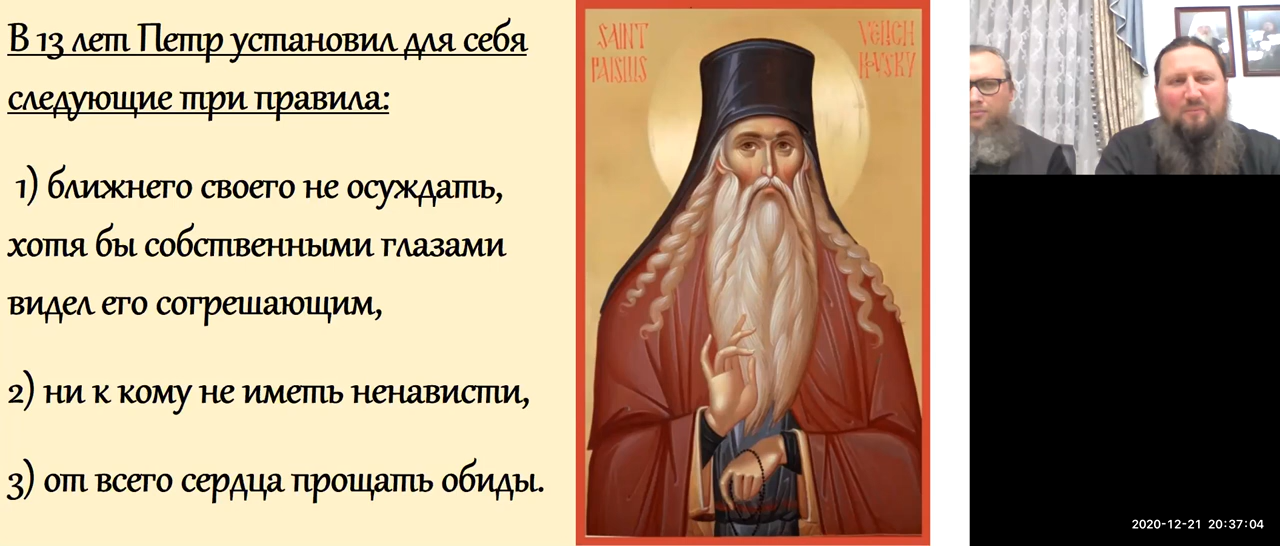 В 13 лет Петр установил для себя
следующие три правила:
1) ближнего своего не осуждать,
хотя бы собственными глазами
видел его согрешающим,
2) ни к кому не иметь ненависти,
3) от всего сердца прощать обиды.
SAINT
PAISIUS
VELICH
KOVSKY
2020-12-21 20:37:04